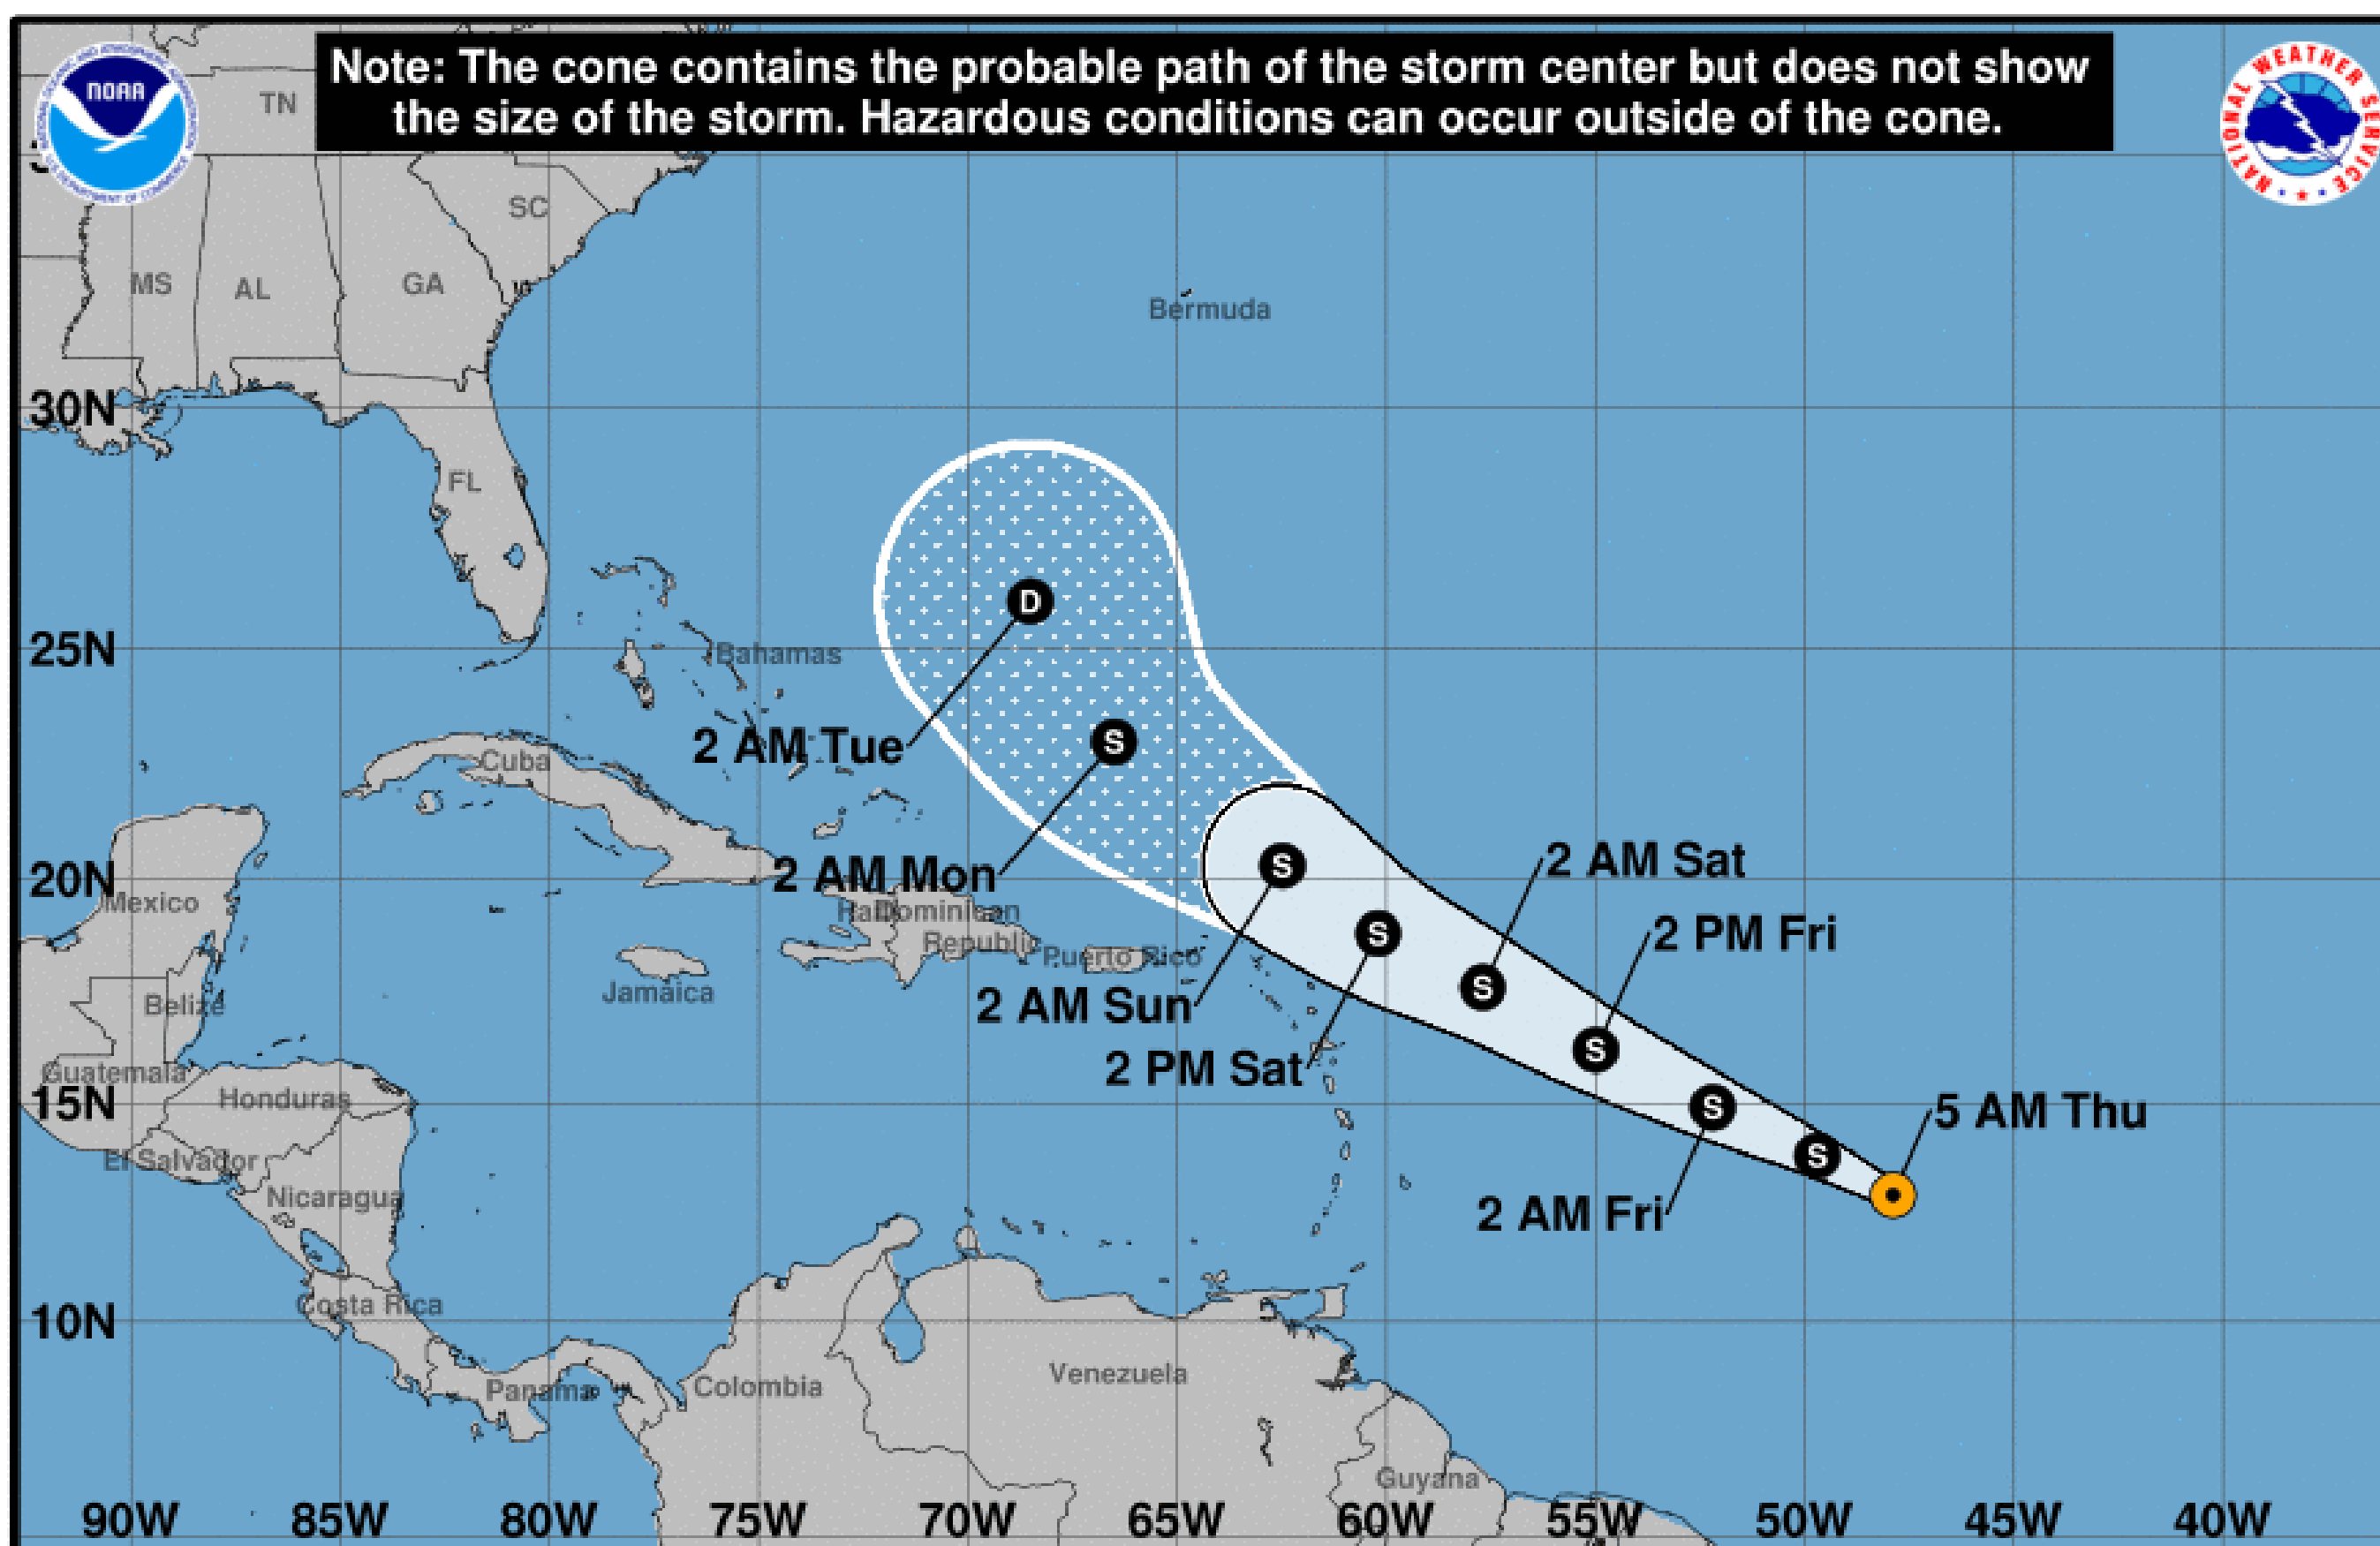 Note: The cone contains the probable path of the storm center but does not show
the size of the storm. Hazardous conditions can occur outside of the cone.
NOAA
NATIONAL WEATHER SERVICE
TN
SC
MS
AL
GA
Bermuda
30N
FL
D
25N
Bahamas
2 AM Tue
S
Cuba
S
2 AM Sat
20N
2 AM Mon
Mexico
Haiti
Dominican
Republic
S
2 PM Fri
Puerto Rico
Jamaica
S
2 AM Sun
Belize
S
2 PM Sat
Guatemala
15N
Honduras
S
5 AM Thu
El Salvador
S
Nicaragua
2 AM Fri
Costa Rica
10N
Panama
Colombia
Venezuela
Guyana
90W 85W 80W 75W 70W 65W 60W 55W 50W 45W 40W